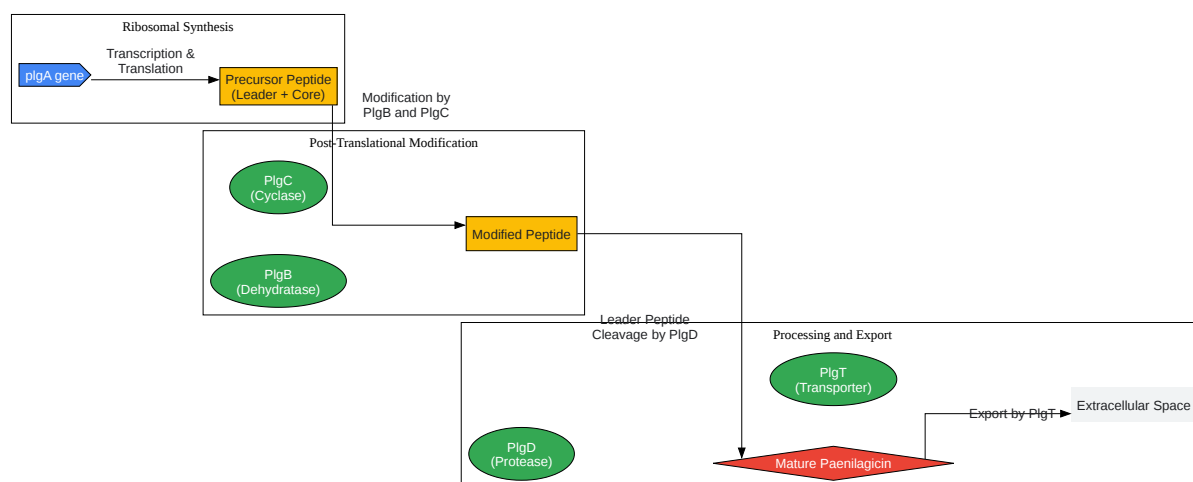 Ribosomal Synthesis
plgA gene
Transcription &
Translation
Precursor Peptide
(Leader + Core)
Modification by
PlgB and PlgC
Post-Translational Modification
PlgC
(Cyclase)
Modified Peptide
PlgB
(Dehydratase)
Leader Peptide
Cleavage by PlgD
Processing and Export
PlgT
(Transporter)
Export by PlgT
Extracellular Space
PlgD
(Protease)
Mature Paenilagicin